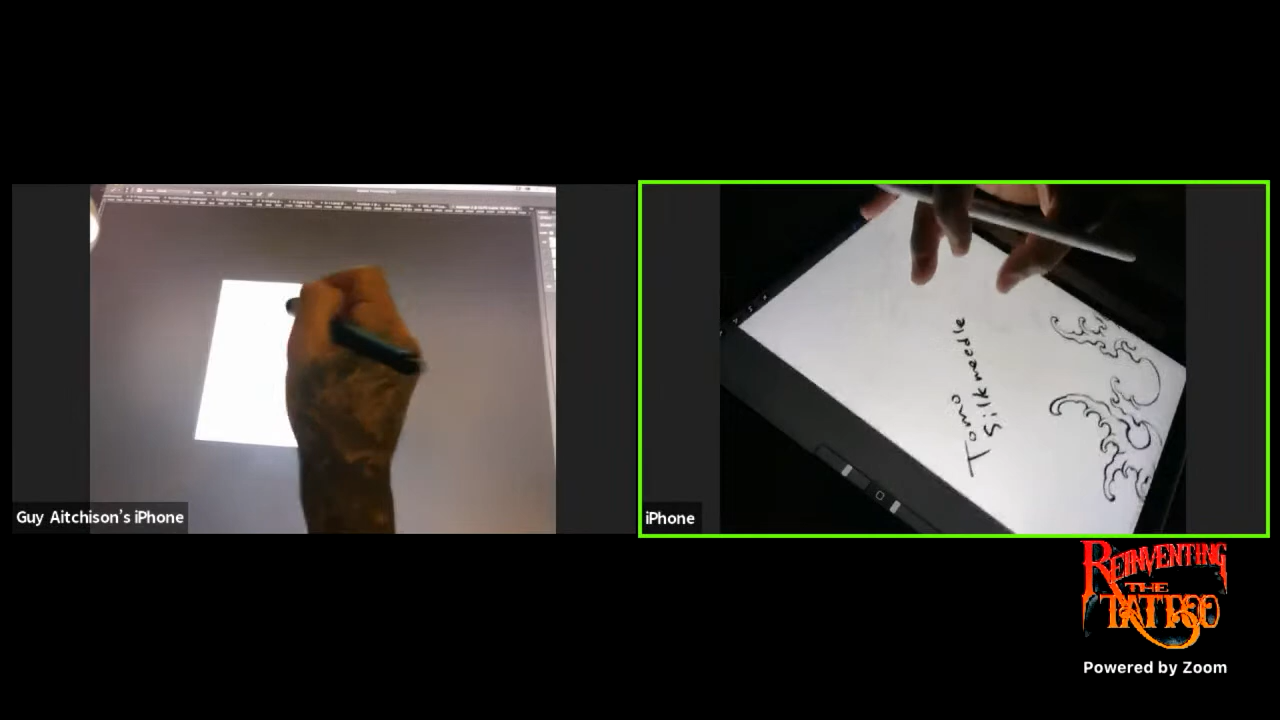 Tomo
Silkneedle
Guy Aitchison's iPhone
iPhone
REINVENTING
THE
TATTOO
Powered by Zoom